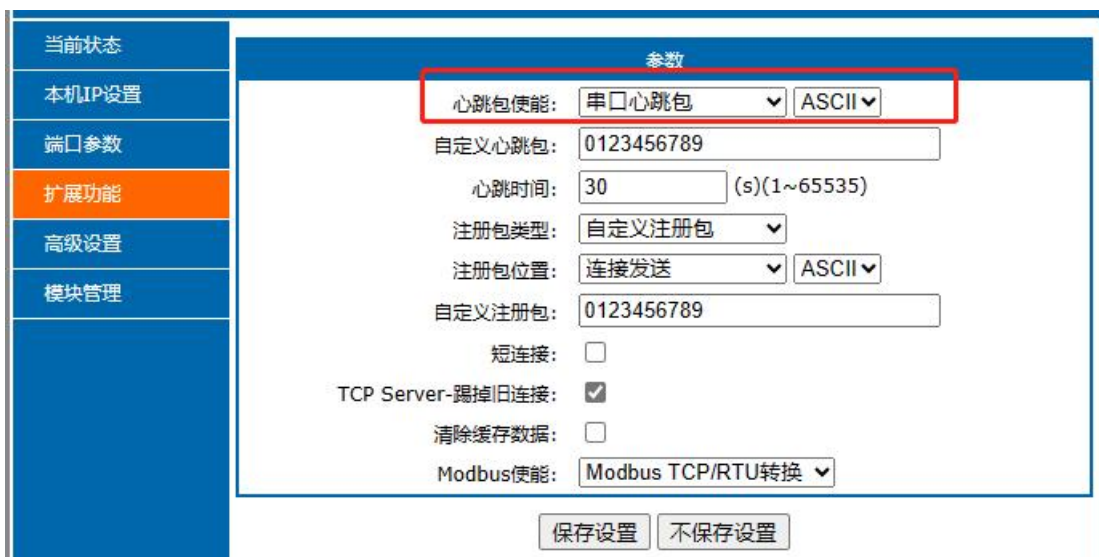 当前状态
本机IP设置
端口参数
扩展功能
高级设置
模块管理
参数
心跳包使能: 串口心跳包 ASCII
自定义心跳包: 0123456789
心跳时间: 30 (s)(1~65535)
注册包类型: 自定义注册包
注册包位置: 连接发送 ASCII
自定义注册包: 0123456789
短连接:
TCP Server-踢掉旧连接:
清除缓存数据:
Modbus使能: Modbus TCP/RTU转换
保存设置 不保存设置